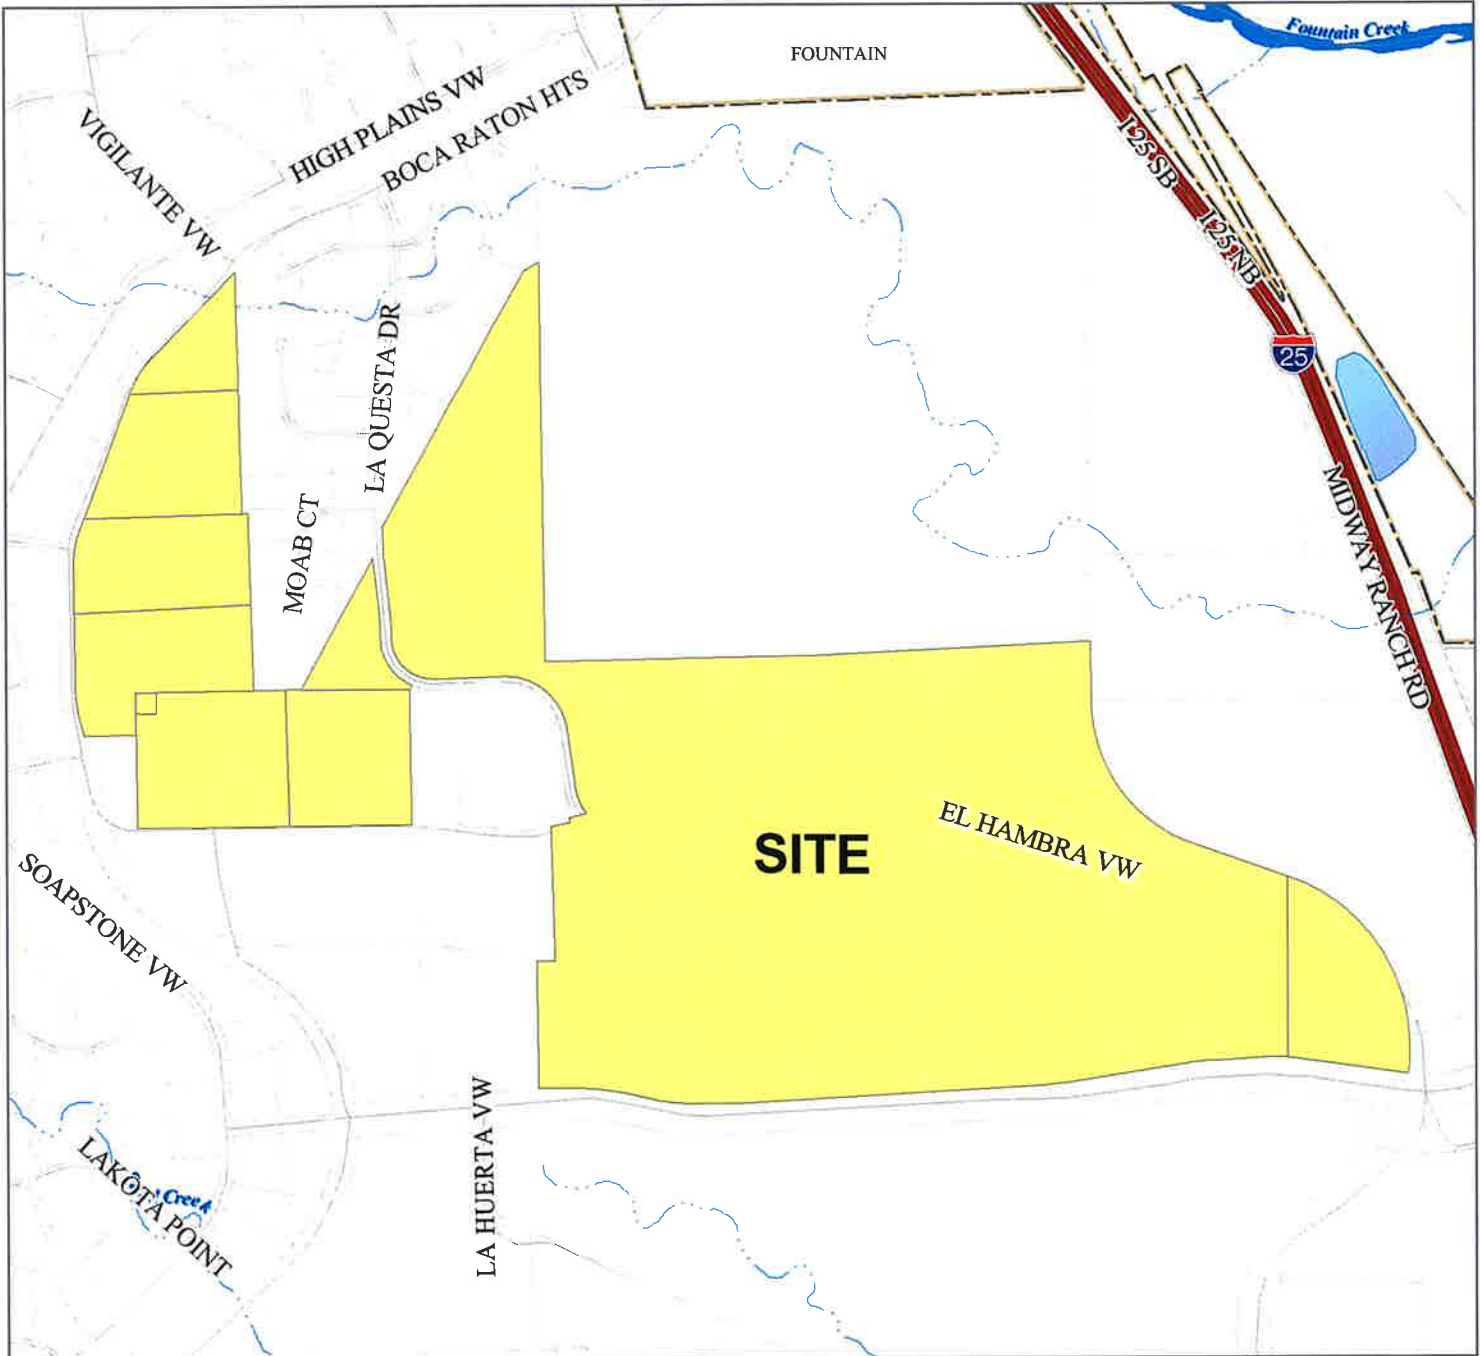 Fountain Creek
FOUNTAIN
HIGH PLAINS VW
BOCA RATON HTS
VIGILANTE VW
I 25 SB
I 25 NB
25
LA QUESTA DR
MOAB CT
MIDWAY RANCH RD
SITE
EL HAMBRA VW
SOAPSTONE VW
LA HUERTA VW
LAKOTA POINT
Creek